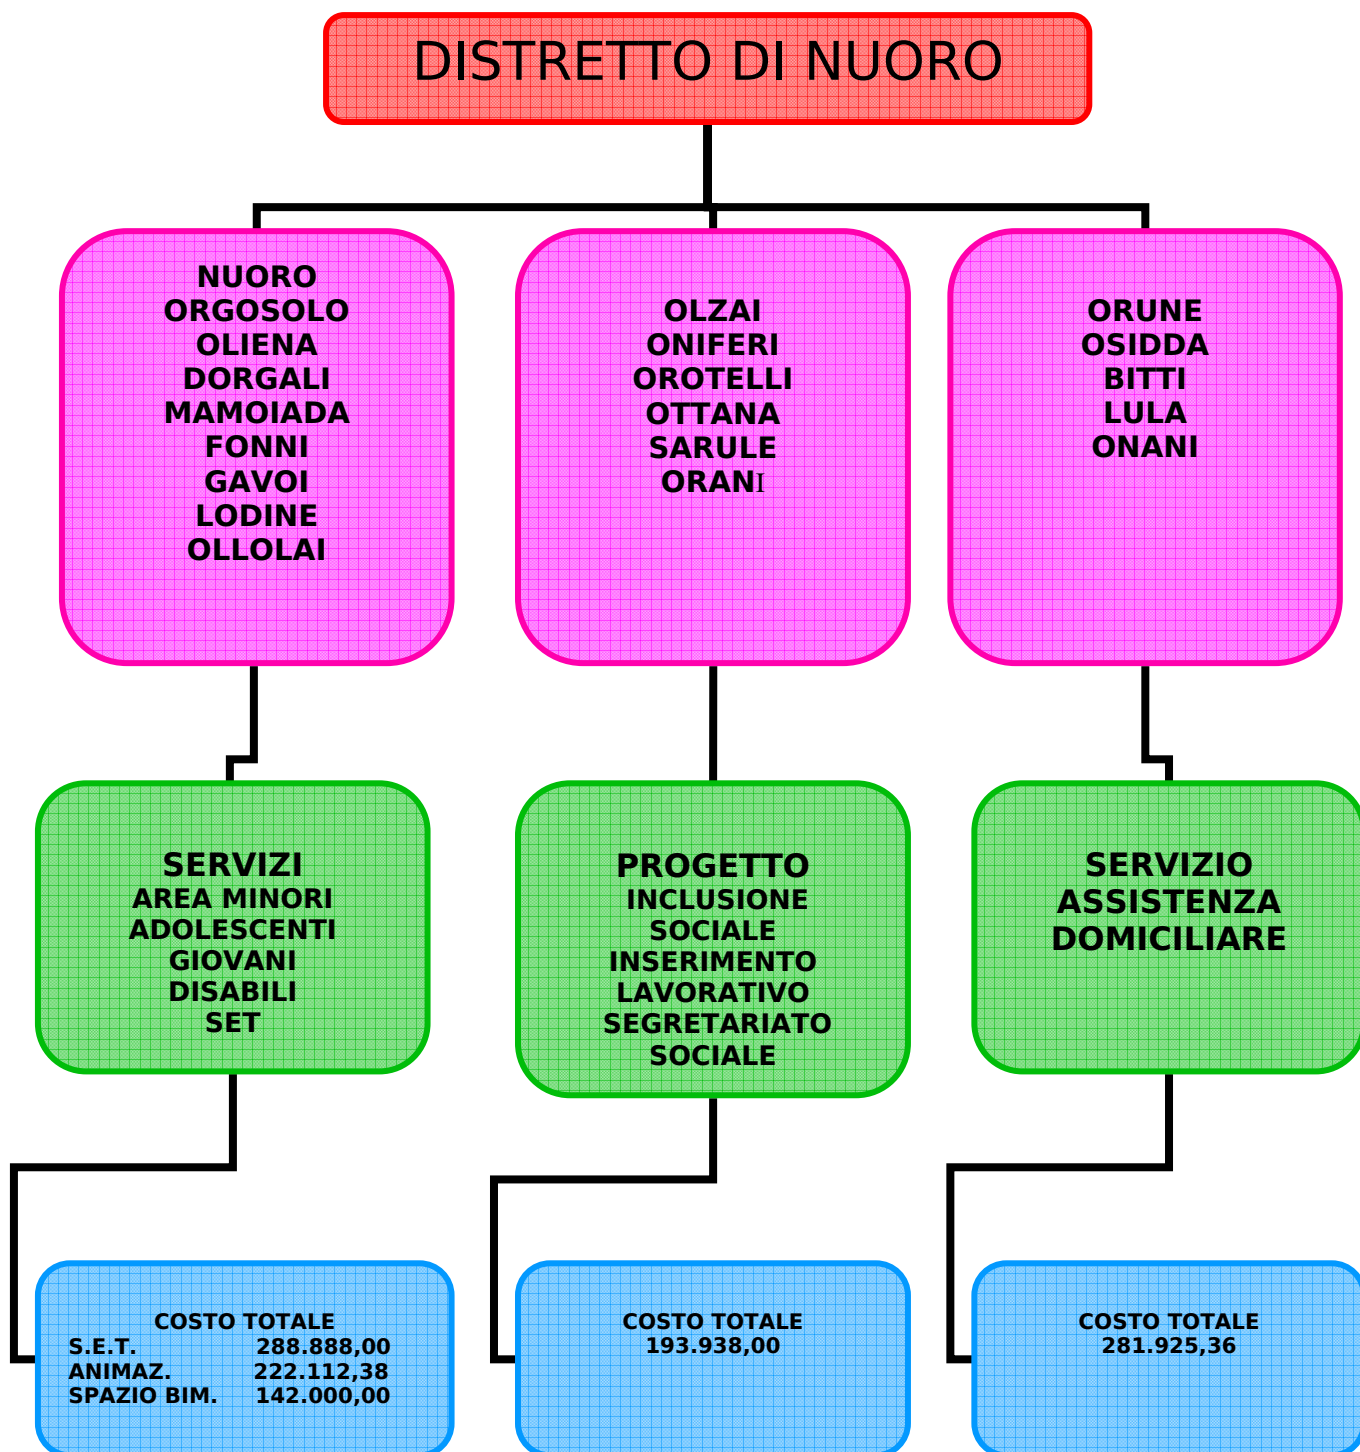 DISTRETTO DI NUORO
NUORO
ORGOSOLO
OLIENA
DORGALI
MAMOIADA
FONNI
GAVOI
LODINE
OLLOLAI
OLZAI
ONIFERI
OROTELLI
OTTANA
SARULE
ORANI
ORUNE
OSIDDA
BITTI
LULA
ONANI
SERVIZI
AREA MINORI
ADOLESCENTI
GIOVANI
DISABILI
SET
PROGETTO
INCLUSIONE
SOCIALE
INSERIMENTO
LAVORATIVO
SEGRETARIATO
SOCIALE
SERVIZIO
ASSISTENZA
DOMICILIARE
COSTO TOTALE
S.E.T. 288.888,00
ANIMAZ. 222.112,38
SPAZIO BIM. 142.000,00
COSTO TOTALE
193.938,00
COSTO TOTALE
281.925,36